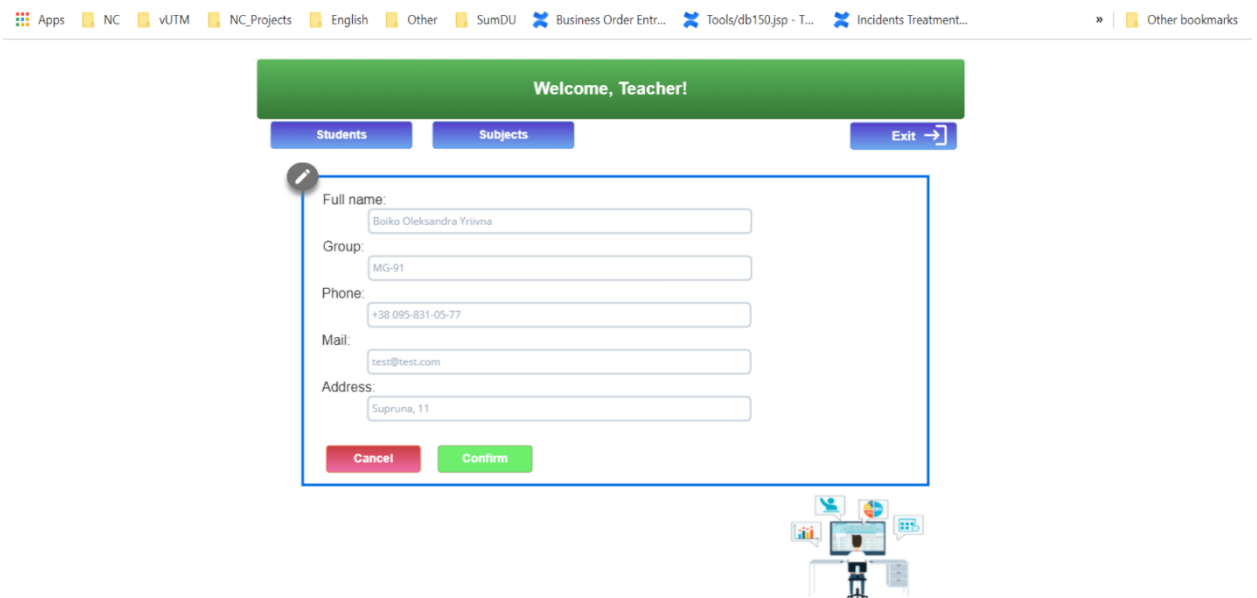 Apps NC vUTM NC_Projects English Other SumDU Business Order Entr... Tools/db150.jsp - T... Incidents Treatment... » Other bookmarks
Welcome, Teacher!
Students Subjects Exit
Full name:
Boiko Oleksandra Yriivna
Group:
MG-91
Phone:
+38 095-831-05-77
Mail:
test@test.com
Address:
Supruna, 11
Cancel Confirm